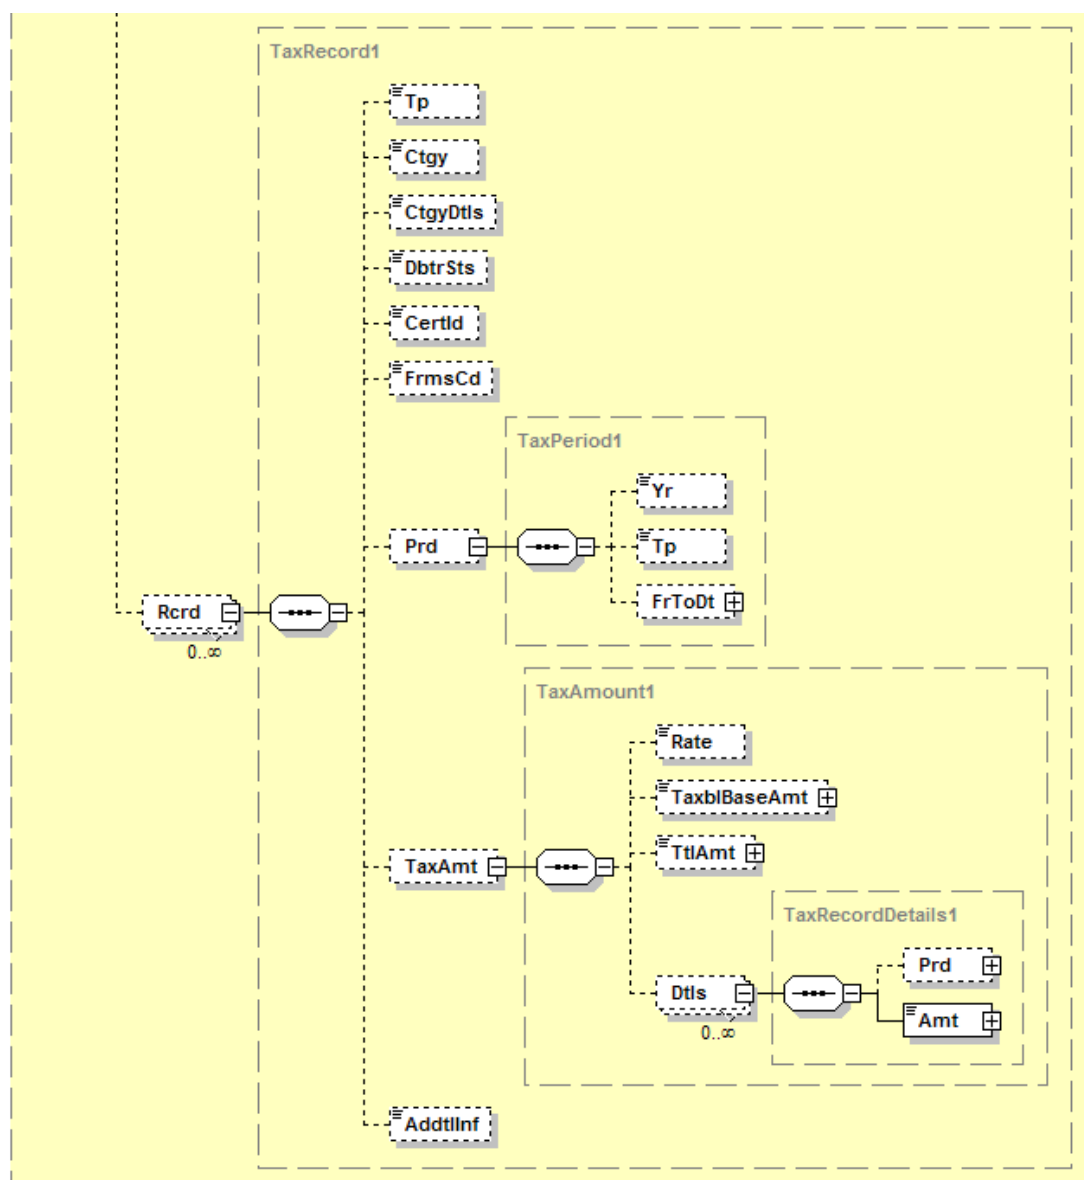 TaxRecord1
Tp
Ctgy
CtgyDtls
DbtrSts
CertId
FrmsCd
TaxPeriod1
Yr
Prd
Tp
FrToDt
Rcrd
0..∞
TaxAmount1
Rate
TaxblBaseAmt
TtlAmt
TaxAmt
TaxRecordDetails1
Prd
Dtls
Amt
0..∞
AddtlInf